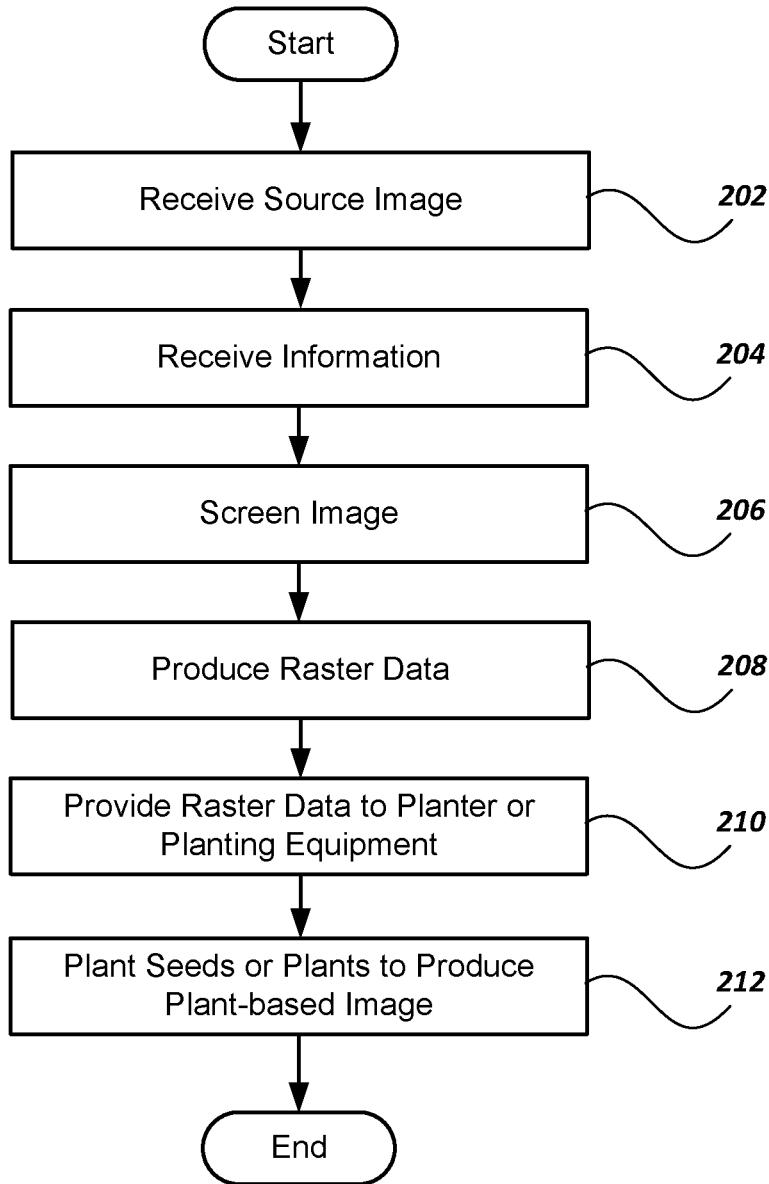 Start
Receive Source Image
202
Receive Information
204
Screen Image
206
Produce Raster Data
208
Provide Raster Data to Planter or
Planting Equipment
210
Plant Seeds or Plants to Produce
Plant-based Image
212
End